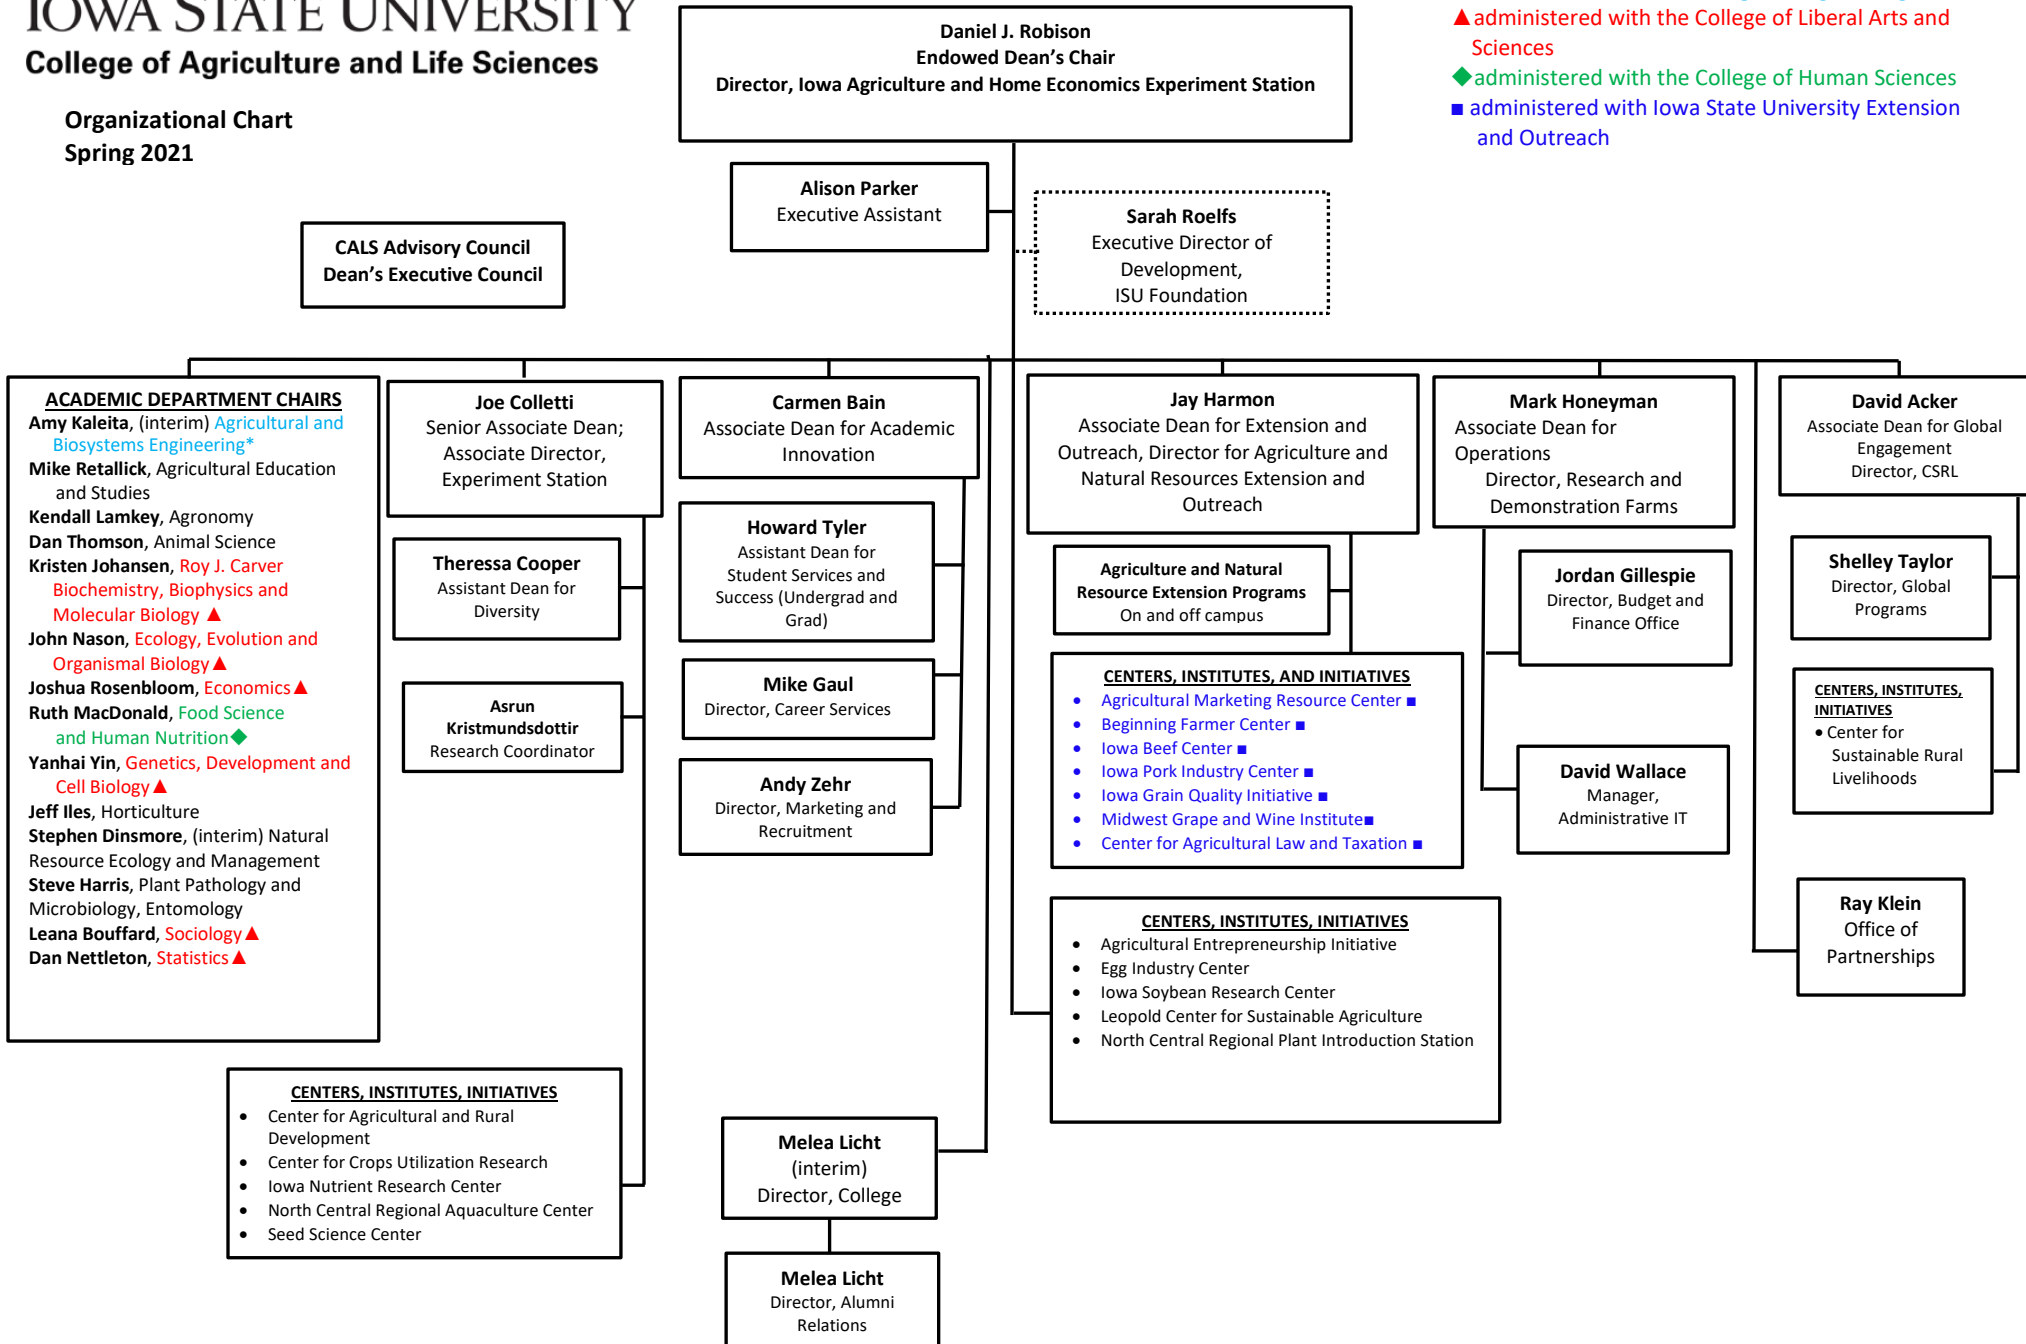 IOWA STATE UNIVERSITY
College of Agriculture and Life Sciences
Organizational Chart
Spring 2021
Daniel J. Robison
Endowed Dean's Chair
Director, Iowa Agriculture and Home Economics Experiment Station
▲administered with the College of Liberal Arts and
Sciences
◆administered with the College of Human Sciences
■ administered with Iowa State University Extension
and Outreach
Alison Parker
Executive Assistant
Sarah Roelfs
Executive Director of
Development,
ISU Foundation
CALS Advisory Council
Dean's Executive Council
ACADEMIC DEPARTMENT CHAIRS
Amy Kaleita, (interim) Agricultural and
Biosystems Engineering*
Mike Retallick, Agricultural Education
and Studies
Kendall Lamkey, Agronomy
Dan Thomson, Animal Science
Kristen Johansen, Roy J. Carver
Biochemistry, Biophysics and
Molecular Biology ▲
John Nason, Ecology, Evolution and
Organismal Biology▲
Joshua Rosenbloom, Economics▲
Ruth MacDonald, Food Science
and Human Nutrition◆
Yanhai Yin, Genetics, Development and
Cell Biology▲
Jeff Iles, Horticulture
Stephen Dinsmore, (interim) Natural
Resource Ecology and Management
Steve Harris, Plant Pathology and
Microbiology, Entomology
Leana Bouffard, Sociology▲
Dan Nettleton, Statistics▲
Joe Colletti
Senior Associate Dean;
Associate Director,
Experiment Station
Theressa Cooper
Assistant Dean for
Diversity
Asrun
Kristmundsdottir
Research Coordinator
CENTERS, INSTITUTES, INITIATIVES
• Center for Agricultural and Rural
Development
• Center for Crops Utilization Research
• Iowa Nutrient Research Center
• North Central Regional Aquaculture Center
• Seed Science Center
Carmen Bain
Associate Dean for Academic
Innovation
Howard Tyler
Assistant Dean for
Student Services and
Success (Undergrad and
Grad)
Mike Gaul
Director, Career Services
Andy Zehr
Director, Marketing and
Recruitment
Melea Licht
(interim)
Director, College
Melea Licht
Director, Alumni
Relations
Jay Harmon
Associate Dean for Extension and
Outreach, Director for Agriculture and
Natural Resources Extension and
Outreach
Agriculture and Natural
Resource Extension Programs
On and off campus
CENTERS, INSTITUTES, AND INITIATIVES
• Agricultural Marketing Resource Center ■
• Beginning Farmer Center ■
• Iowa Beef Center ■
• Iowa Pork Industry Center ■
• Iowa Grain Quality Initiative ■
• Midwest Grape and Wine Institute■
• Center for Agricultural Law and Taxation ■
CENTERS, INSTITUTES, INITIATIVES
• Agricultural Entrepreneurship Initiative
• Egg Industry Center
• Iowa Soybean Research Center
• Leopold Center for Sustainable Agriculture
• North Central Regional Plant Introduction Station
Mark Honeyman
Associate Dean for
Operations
Director, Research and
Demonstration Farms
Jordan Gillespie
Director, Budget and
Finance Office
David Wallace
Manager,
Administrative IT
David Acker
Associate Dean for Global
Engagement
Director, CSRL
Shelley Taylor
Director, Global
Programs
CENTERS, INSTITUTES,
INITIATIVES
• Center for
Sustainable Rural
Livelihoods
Ray Klein
Office of
Partnerships